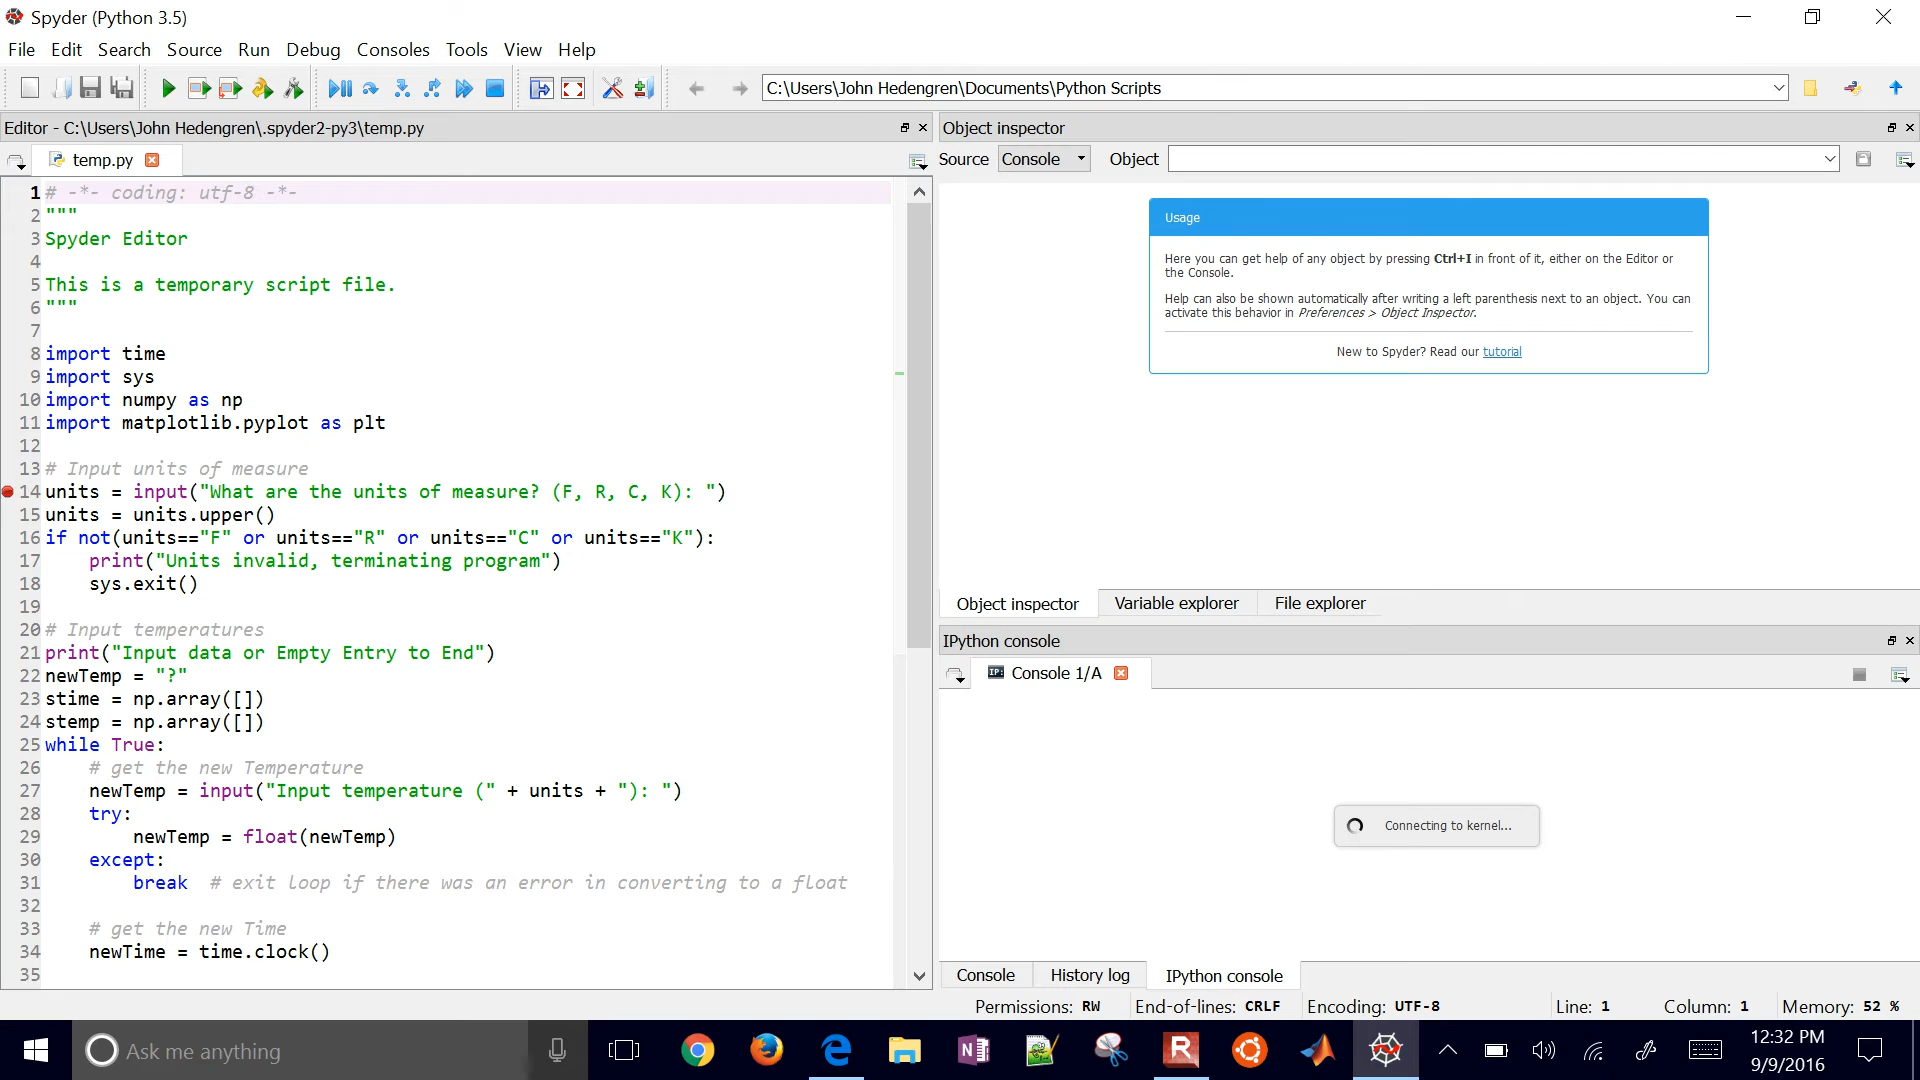 Spyder (Python 3.5)
File Edit Search Source Run Debug Consoles Tools View Help
C:\Users\John Hedengren\Documents\Python Scripts
Editor - C:\Users\John Hedengren\.spyder2-py3\temp.py
temp.py
1 # -*- coding: utf-8 -*-
2 """
3 Spyder Editor
4
5 This is a temporary script file.
6 """
7
8 import time
9 import sys
10 import numpy as np
11 import matplotlib.pyplot as plt
12
13 # Input units of measure
14 units = input("What are the units of measure? (F, R, C, K): ")
15 units = units.upper()
16 if not(units=="F" or units=="R" or units=="C" or units=="K"):
17     print("Units invalid, terminating program")
18     sys.exit()
19
20 # Input temperatures
21 print("Input data or Empty Entry to End")
22 newTemp = "?"
23 stime = np.array([])
24 stemp = np.array([])
25 while True:
26     # get the new Temperature
27     newTemp = input("Input temperature (" + units + "): ")
28     try:
29         newTemp = float(newTemp)
30     except:
31         break  # exit loop if there was an error in converting to a float
32
33     # get the new Time
34     newTime = time.clock()
35
Object inspector
Source Console Object
Usage
Here you can get help of any object by pressing Ctrl+I in front of it, either on the Editor or
the Console.
Help can also be shown automatically after writing a left parenthesis next to an object. You can
activate this behavior in Preferences > Object Inspector.
New to Spyder? Read our tutorial
Object inspector Variable explorer File explorer
IPython console
IP: Console 1/A
Connecting to kernel...
Console History log IPython console
Permissions: RW End-of-lines: CRLF Encoding: UTF-8 Line: 1 Column: 1 Memory: 52 %
Ask me anything
N
R
12:32 PM
9/9/2016